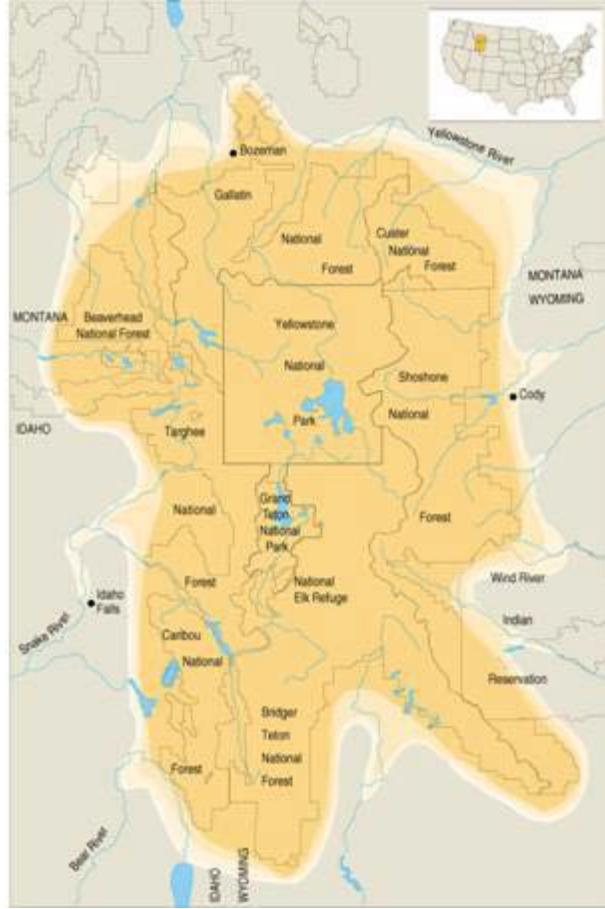 Yellowstone River
Bozeman
Gallatin
National
Forest
Custer
National
Forest
MONTANA
WYOMING
MONTANA
IDAHO
Beaverhead
National Forest
Yellowstone
National
Park
Shoshone
National
Forest
Cody
Targhee
National
Forest
Grand
Teton
National
Park
National
Elk Refuge
Wind River
Indian
Reservation
Idaho
Falls
Snake River
Caribou
National
Forest
Bridger
Teton
National
Forest
Bear River
IDAHO
WYOMING